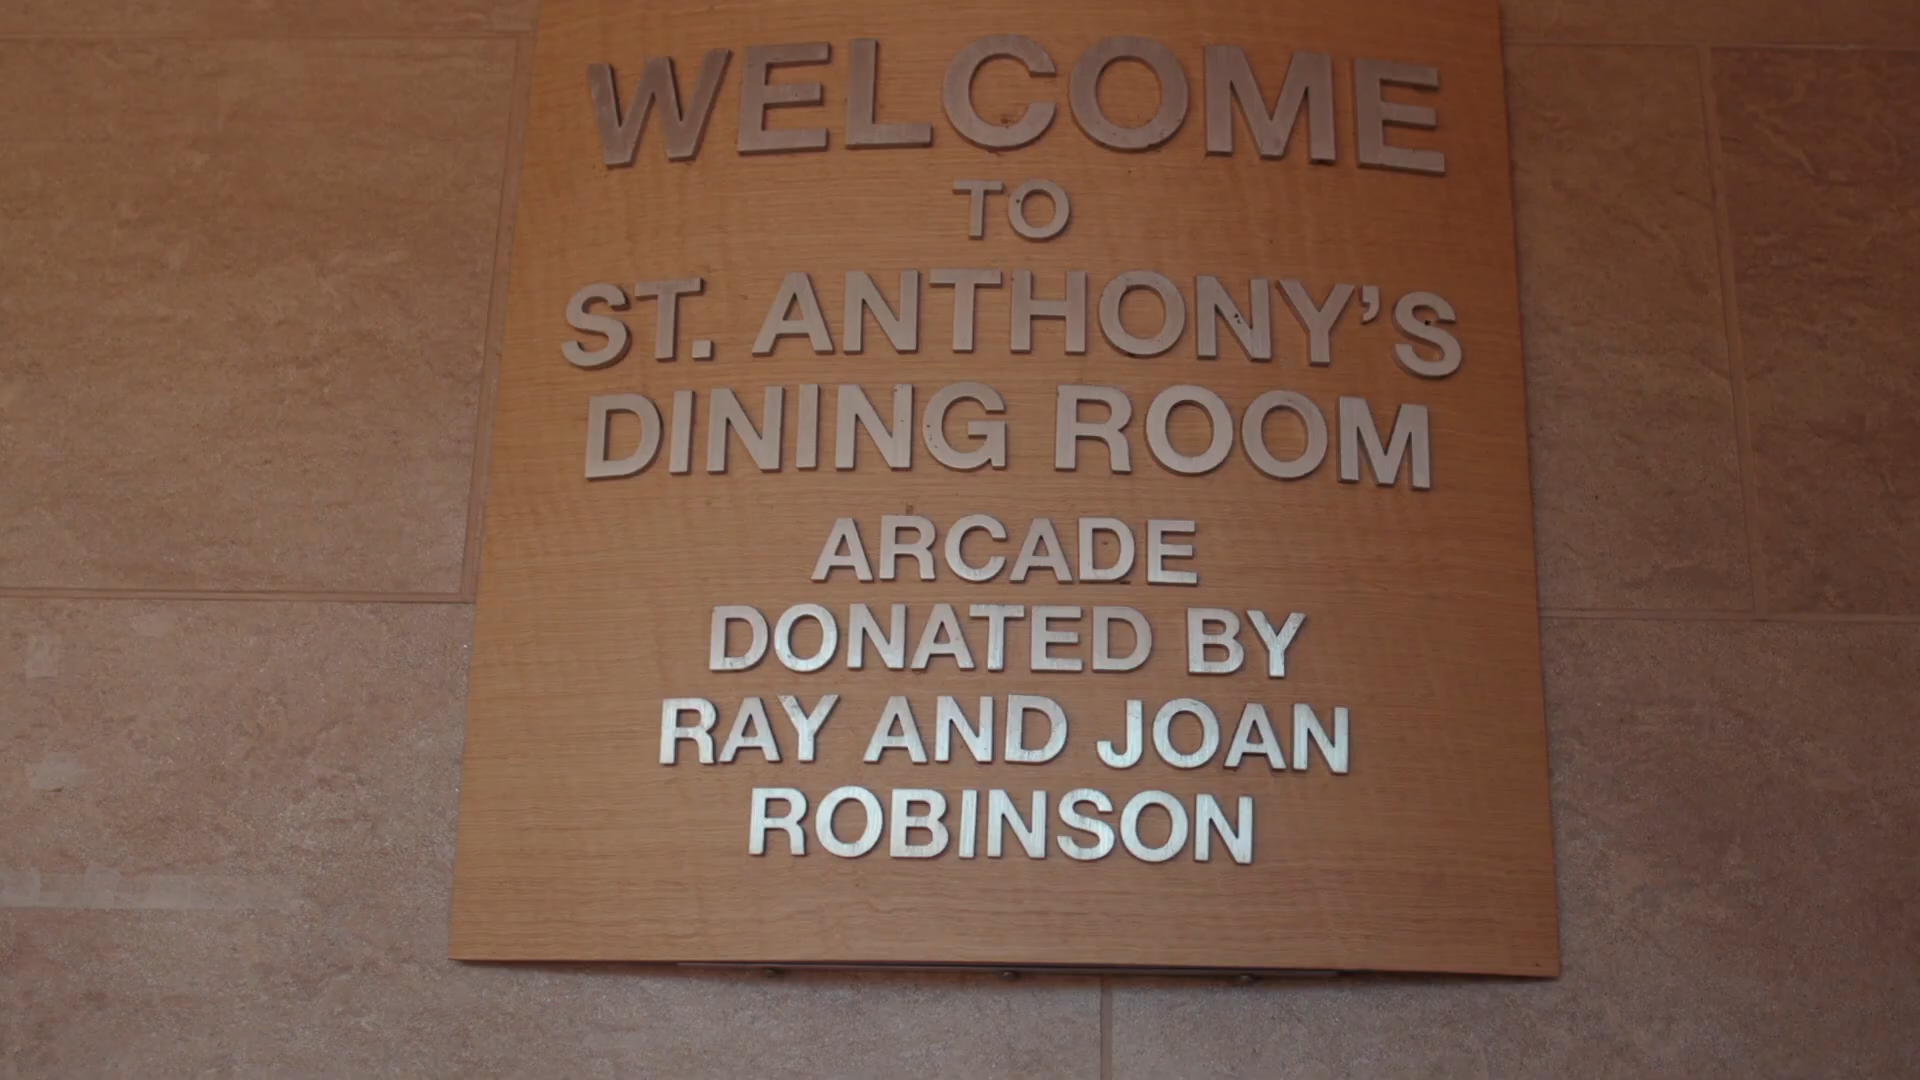 WELCOME
TO
ST. ANTHONY'S
DINING ROOM
ARCADE
DONATED BY
RAY AND JOAN
ROBINSON